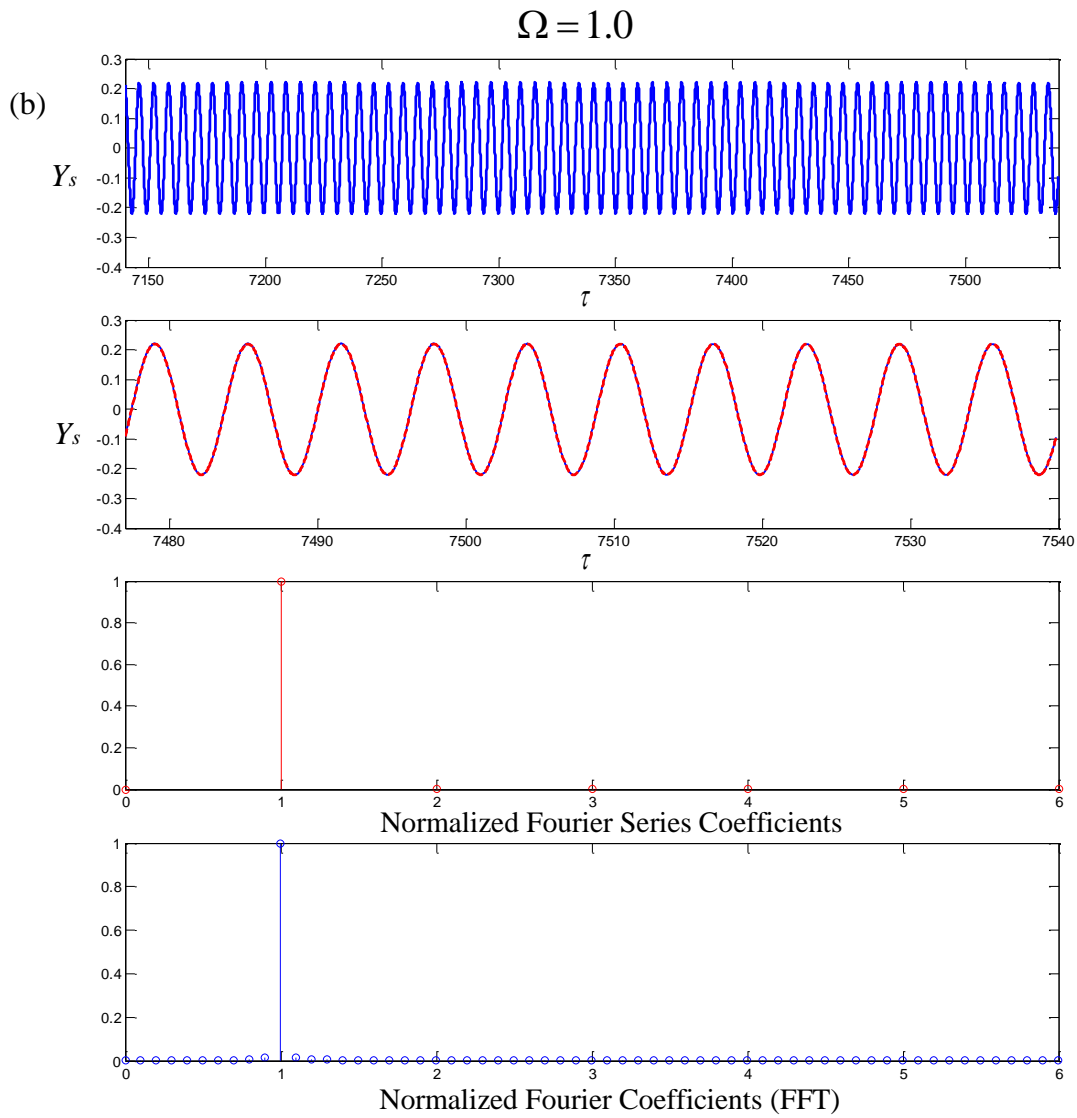 Ω = 1.0
(b)
0.3
0.2
0.1
0
-0.1
-0.2
-0.3
-0.4
Ys
7150 7200 7250 7300 7350 7400 7450 7500
τ
0.3
0.2
0.1
0
-0.1
-0.2
-0.3
-0.4
Ys
7480 7490 7500 7510 7520 7530 7540
τ
1
0.8
0.6
0.4
0.2
0
0 1 2 3 4 5 6
Normalized Fourier Series Coefficients
1
0.8
0.6
0.4
0.2
0
0 1 2 3 4 5 6
Normalized Fourier Coefficients (FFT)